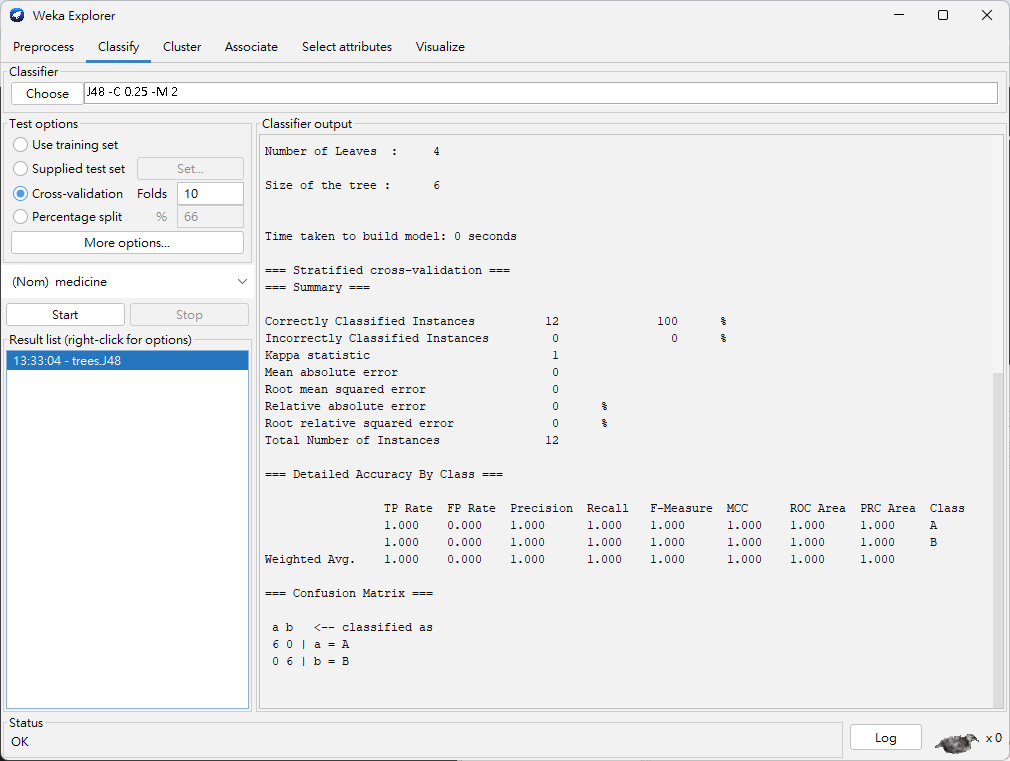 Weka Explorer
Preprocess Classify Cluster Associate Select attributes Visualize
Classifier
Choose J48 -C 0.25 -M 2
Test options
Use training set
Supplied test set Set...
Cross-validation Folds 10
Percentage split % 66
More options...
(Nom) medicine
Start Stop
Result list (right-click for options)
13:33:04 - trees.J48
Classifier output
Number of Leaves : 4
Size of the tree : 6
Time taken to build model: 0 seconds
=== Stratified cross-validation ===
=== Summary ===
Correctly Classified Instances 12 100 %
Incorrectly Classified Instances 0 0 %
Kappa statistic 1
Mean absolute error 0
Root mean squared error 0
Relative absolute error 0 %
Root relative squared error 0 %
Total Number of Instances 12
=== Detailed Accuracy By Class ===
TP Rate FP Rate Precision Recall F-Measure MCC ROC Area PRC Area Class
1.000 0.000 1.000 1.000 1.000 1.000 1.000 1.000 A
1.000 0.000 1.000 1.000 1.000 1.000 1.000 1.000 B
Weighted Avg. 1.000 0.000 1.000 1.000 1.000 1.000 1.000 1.000
=== Confusion Matrix ===
a b <-- classified as
6 0 | a = A
0 6 | b = B
Status
OK
Log
x 0